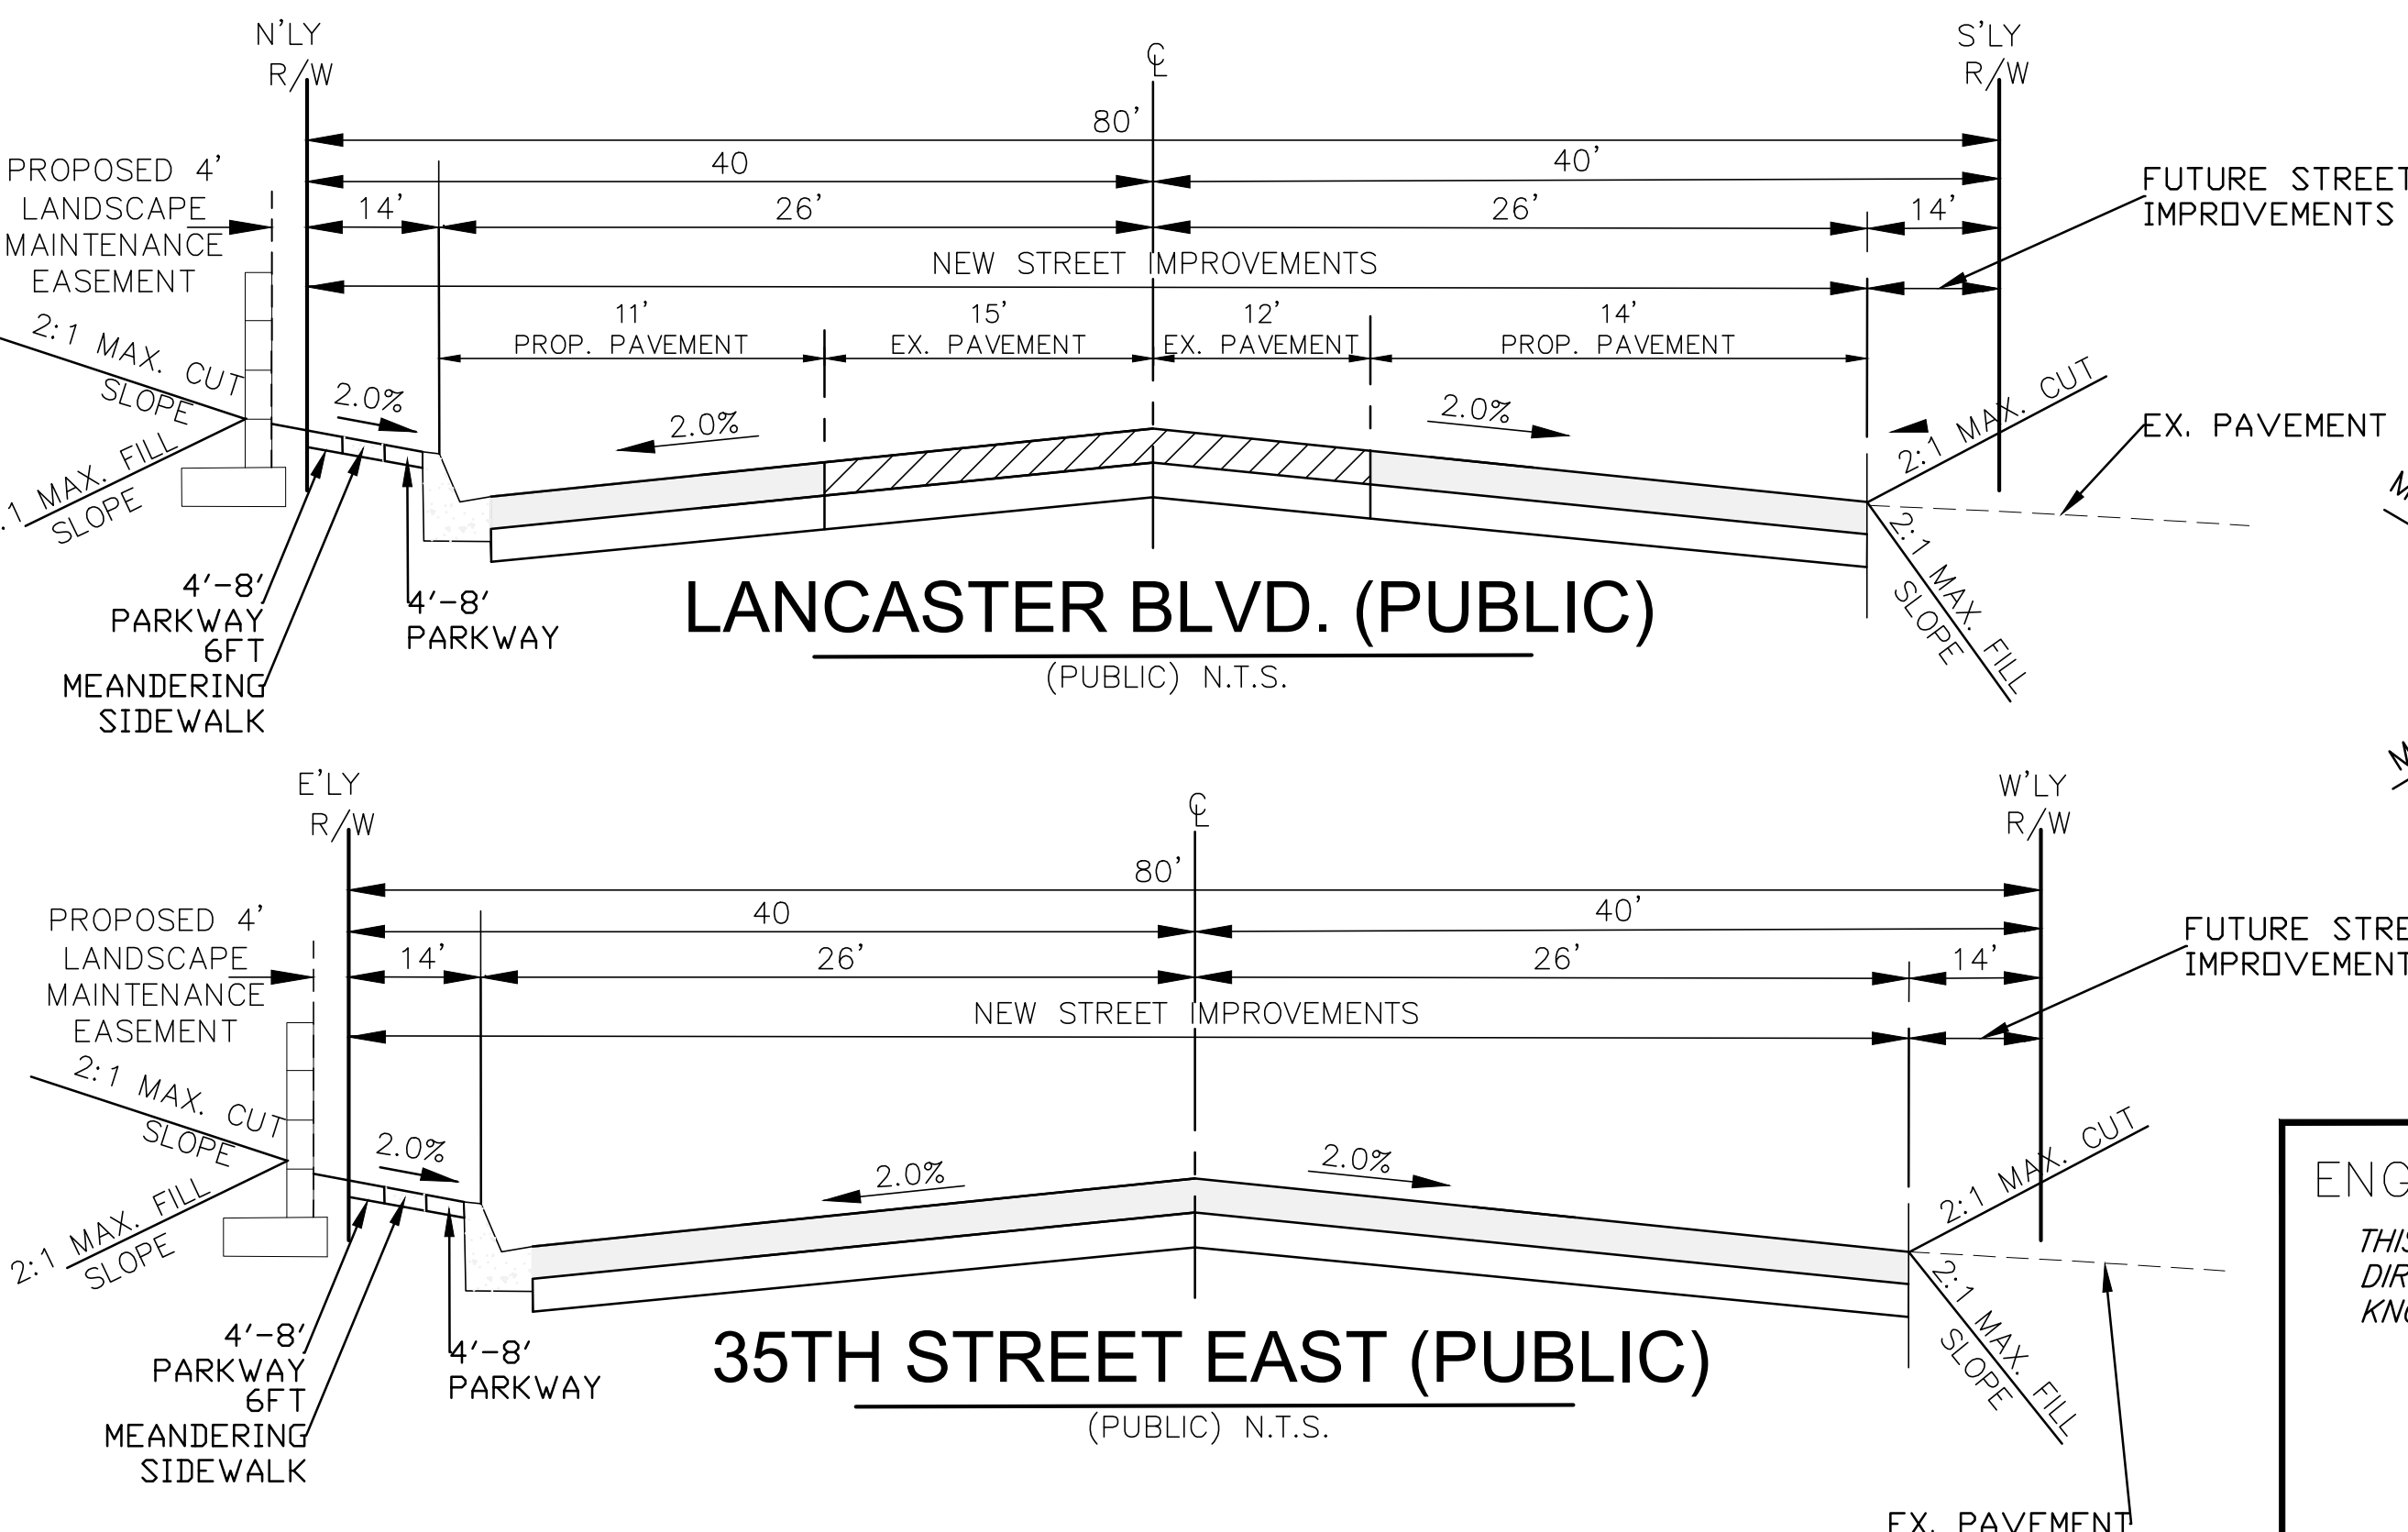 N'LY
R/W
℄
S'LY
R/W
80'
40
40'
14'
26'
26'
14'
PROPOSED 4'
LANDSCAPE
MAINTENANCE
EASEMENT
FUTURE STREET
IMPROVEMENTS
NEW STREET IMPROVEMENTS
11'
PROP. PAVEMENT
15'
EX. PAVEMENT
12'
EX. PAVEMENT
14'
PROP. PAVEMENT
2:1 MAX. CUT
SLOPE
2.0%
2.0%
2.0%
2:1 MAX. CUT
EX. PAVEMENT
:1 MAX. FILL
SLOPE
2:1 MAX. FILL
SLOPE
4'-8'
PARKWAY
6FT
MEANDERING
SIDEWALK
4'-8'
PARKWAY
LANCASTER BLVD. (PUBLIC)
(PUBLIC) N.T.S.
E'LY
R/W
℄
W'LY
R/W
80'
40
40'
14'
26'
26'
14'
PROPOSED 4'
LANDSCAPE
MAINTENANCE
EASEMENT
FUTURE STRE
IMPROVEMENT
NEW STREET IMPROVEMENTS
2:1 MAX. CUT
SLOPE
2.0%
2.0%
2.0%
2:1 MAX. CUT
2:1 MAX. FILL
SLOPE
2:1 MAX. FILL
SLOPE
4'-8'
PARKWAY
6FT
MEANDERING
SIDEWALK
4'-8'
PARKWAY
35TH STREET EAST (PUBLIC)
(PUBLIC) N.T.S.
EX. PAVEMENT
ENG
THIS
DIR
KN